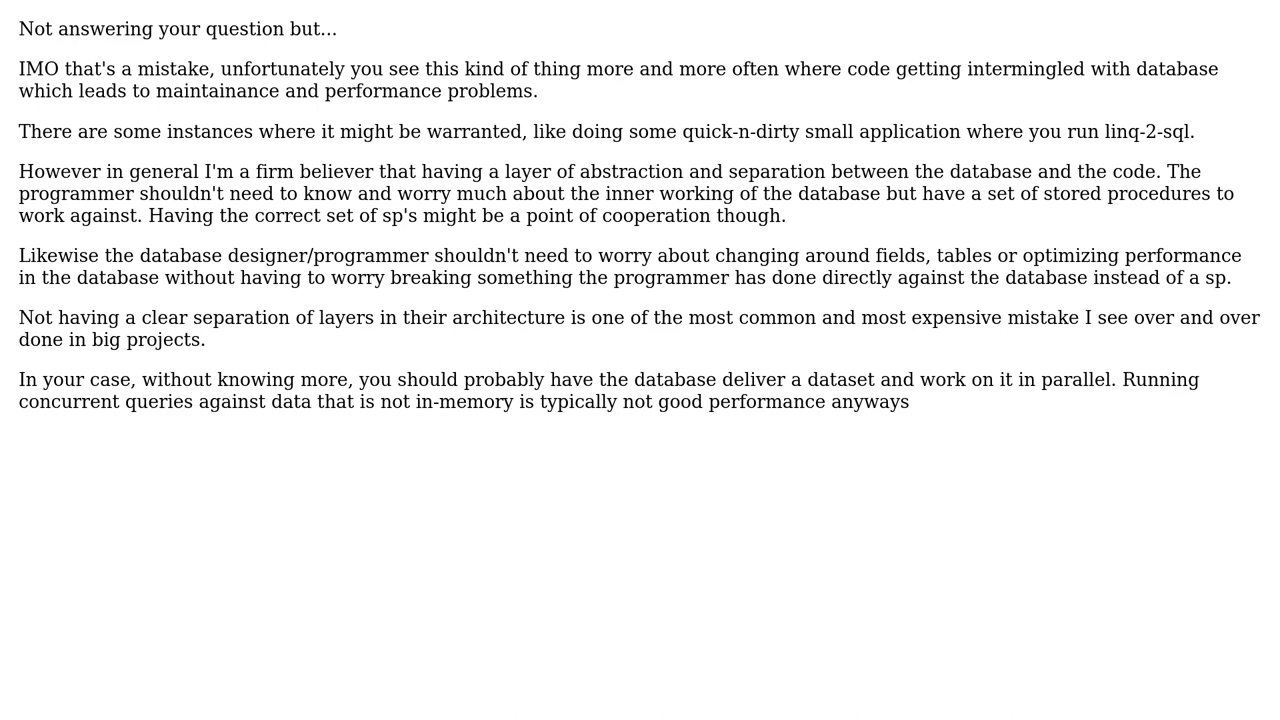 Not answering your question but...
IMO that's a mistake, unfortunately you see this kind of thing more and more often where code getting intermingled with database
which leads to maintainance and performance problems.
There are some instances where it might be warranted, like doing some quick-n-dirty small application where you run linq-2-sql.
However in general I'm a firm believer that having a layer of abstraction and separation between the database and the code. The
programmer shouldn't need to know and worry much about the inner working of the database but have a set of stored procedures to
work against. Having the correct set of sp's might be a point of cooperation though.
Likewise the database designer/programmer shouldn't need to worry about changing around fields, tables or optimizing performance
in the database without having to worry breaking something the programmer has done directly against the database instead of a sp.
Not having a clear separation of layers in their architecture is one of the most common and most expensive mistake I see over and over
done in big projects.
In your case, without knowing more, you should probably have the database deliver a dataset and work on it in parallel. Running
concurrent queries against data that is not in-memory is typically not good performance anyways